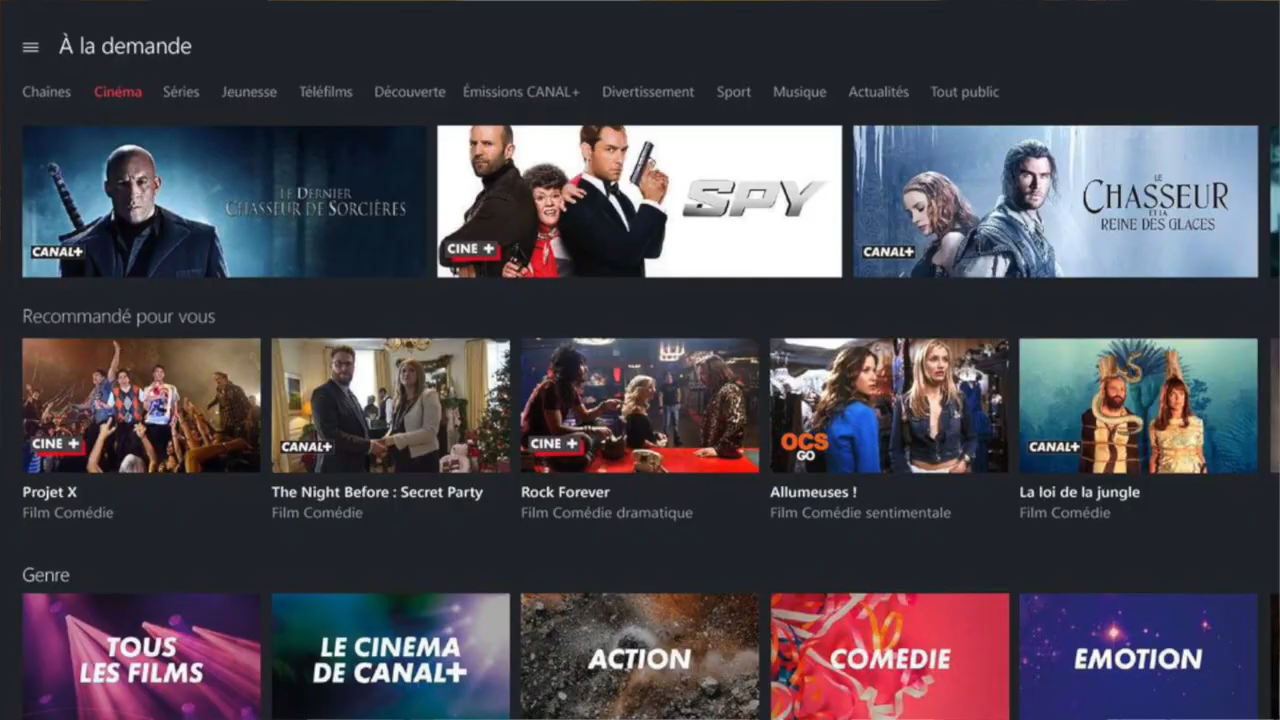 À la demande
Chaînes Cinéma Séries Jeunesse Téléfilms Découverte Émissions CANAL+ Divertissement Sport Musique Actualités Tout public
LE DERNIER
CHASSEUR DE SORCIÈRES
CANAL+
SPY
CINE +
LE
CHASSEUR
ET LA
REINE DES GLACES
CANAL+
Recommandé pour vous
CINE +
CANAL+
CINE +
OCS
GO
CANAL+
Projet X
Film Comédie
The Night Before : Secret Party
Film Comédie
Rock Forever
Film Comédie dramatique
Allumeuses !
Film Comédie sentimentale
La loi de la jungle
Film Comédie
Genre
TOUS
LES FILMS
LE CINÉMA
DE CANAL+
ACTION
COMÉDIE
EMOTION